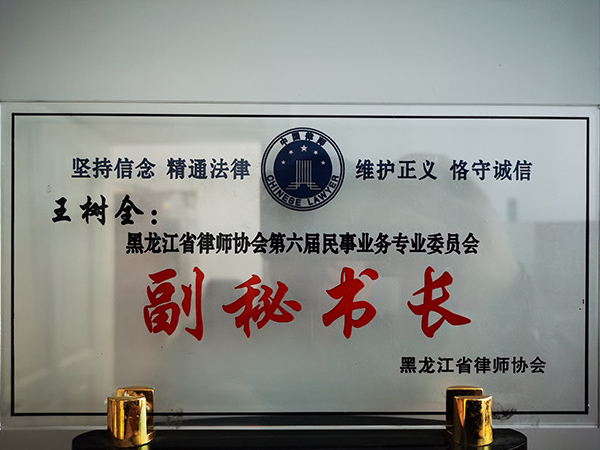 坚持信念 精通法律 维护正义 恪守诚信
中国律师
CHINESE LAWYER
王树全:
黑龙江省律师协会第六届民事业务专业委员会
副秘书长
黑龙江省律师协会